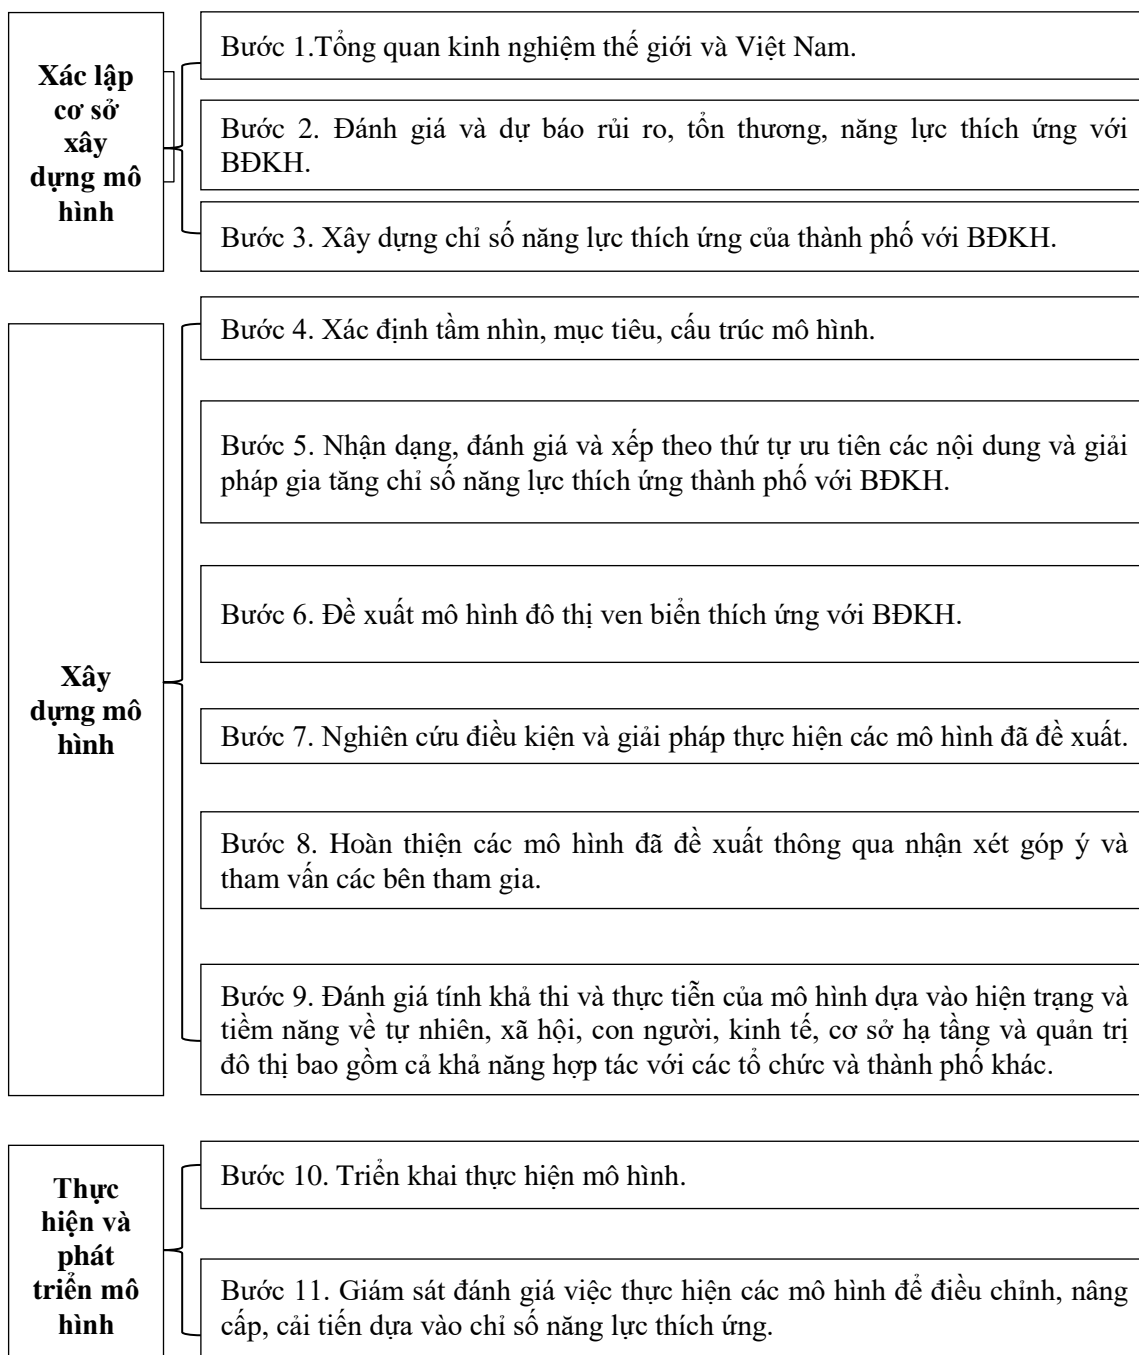 Xác lập
cơ sở
xây
dựng mô
hình
Bước 1.Tổng quan kinh nghiệm thế giới và Việt Nam.
Bước 2. Đánh giá và dự báo rủi ro, tổn thương, năng lực thích ứng với
BĐKH.
Bước 3. Xây dựng chỉ số năng lực thích ứng của thành phố với BĐKH.
Xây
dựng mô
hình
Bước 4. Xác định tầm nhìn, mục tiêu, cấu trúc mô hình.
Bước 5. Nhận dạng, đánh giá và xếp theo thứ tự ưu tiên các nội dung và giải
pháp gia tăng chỉ số năng lực thích ứng thành phố với BĐKH.
Bước 6. Đề xuất mô hình đô thị ven biển thích ứng với BĐKH.
Bước 7. Nghiên cứu điều kiện và giải pháp thực hiện các mô hình đã đề xuất.
Bước 8. Hoàn thiện các mô hình đã đề xuất thông qua nhận xét góp ý và
tham vấn các bên tham gia.
Bước 9. Đánh giá tính khả thi và thực tiễn của mô hình dựa vào hiện trạng và
tiềm năng về tự nhiên, xã hội, con người, kinh tế, cơ sở hạ tầng và quản trị
đô thị bao gồm cả khả năng hợp tác với các tổ chức và thành phố khác.
Thực
hiện và
phát
triển mô
hình
Bước 10. Triển khai thực hiện mô hình.
Bước 11. Giám sát đánh giá việc thực hiện các mô hình để điều chỉnh, nâng
cấp, cải tiến dựa vào chỉ số năng lực thích ứng.